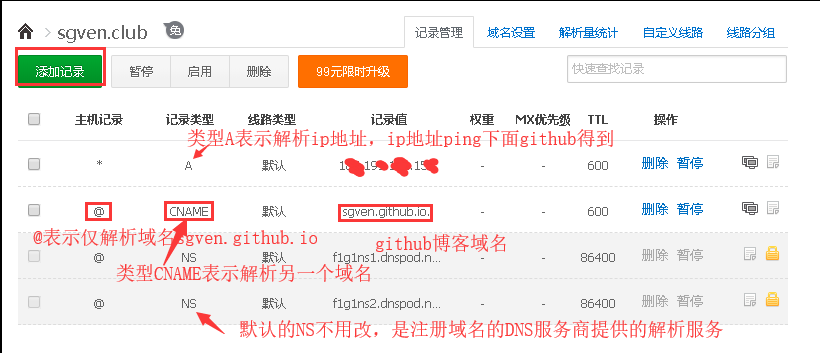 sgven.club 免
记录管理 域名设置 解析量统计 自定义线路 线路分组
添加记录 暂停 启用 删除 99元限时升级 快速查找记录
主机记录 记录类型 线路类型 记录值 权重 MX优先级 TTL 操作
类型A表示解析ip地址，ip地址ping下面github得到
* A 默认 - - 600 删除 暂停
@ CNAME 默认 sgven.github.io. - - 600 删除 暂停
@表示仅解析域名sgven.github.io github博客域名
@ NS 默认 f1g1ns1.dnspod.n... - - 86400 删除 暂停
类型CNAME表示解析另一个域名
@ NS 默认 f1g1ns2.dnspod.n... - - 86400 删除 暂停
默认的NS不用改，是注册域名的DNS服务商提供的解析服务